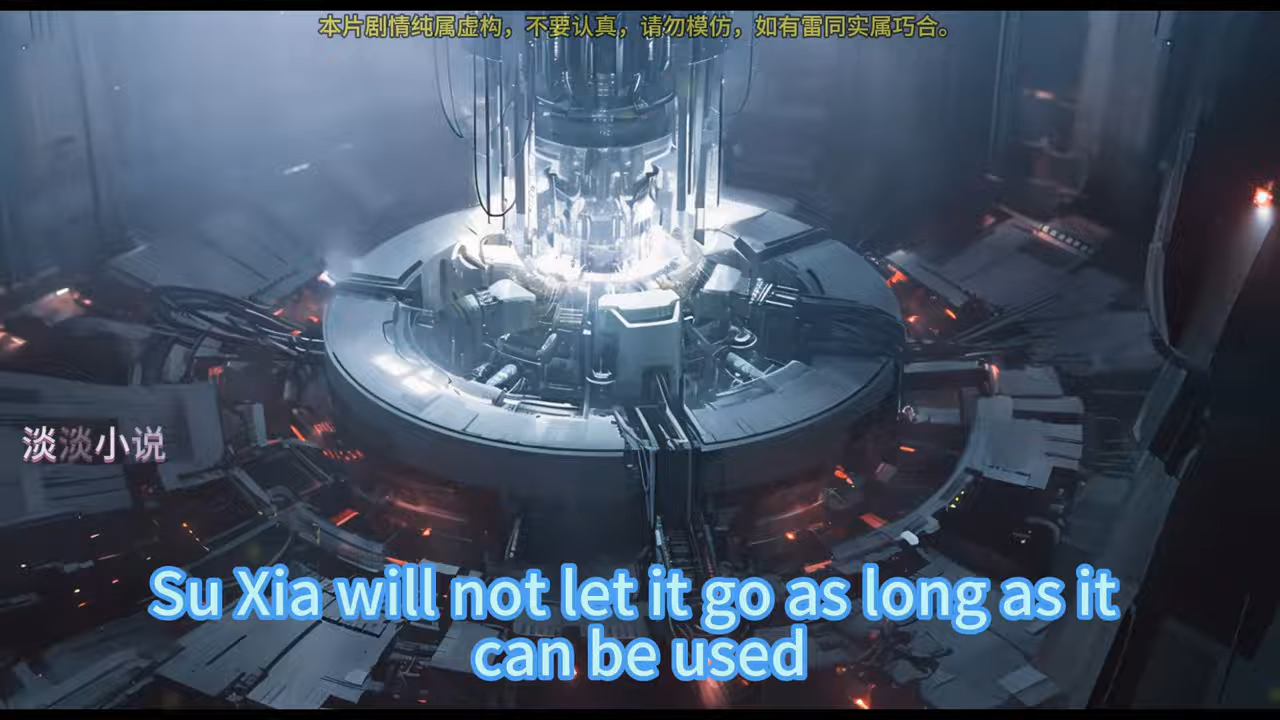 本片剧情纯属虚构，不要认真，请勿模仿，如有雷同实属巧合。
淡淡小说
Su Xia will not let it go as long as it
can be used